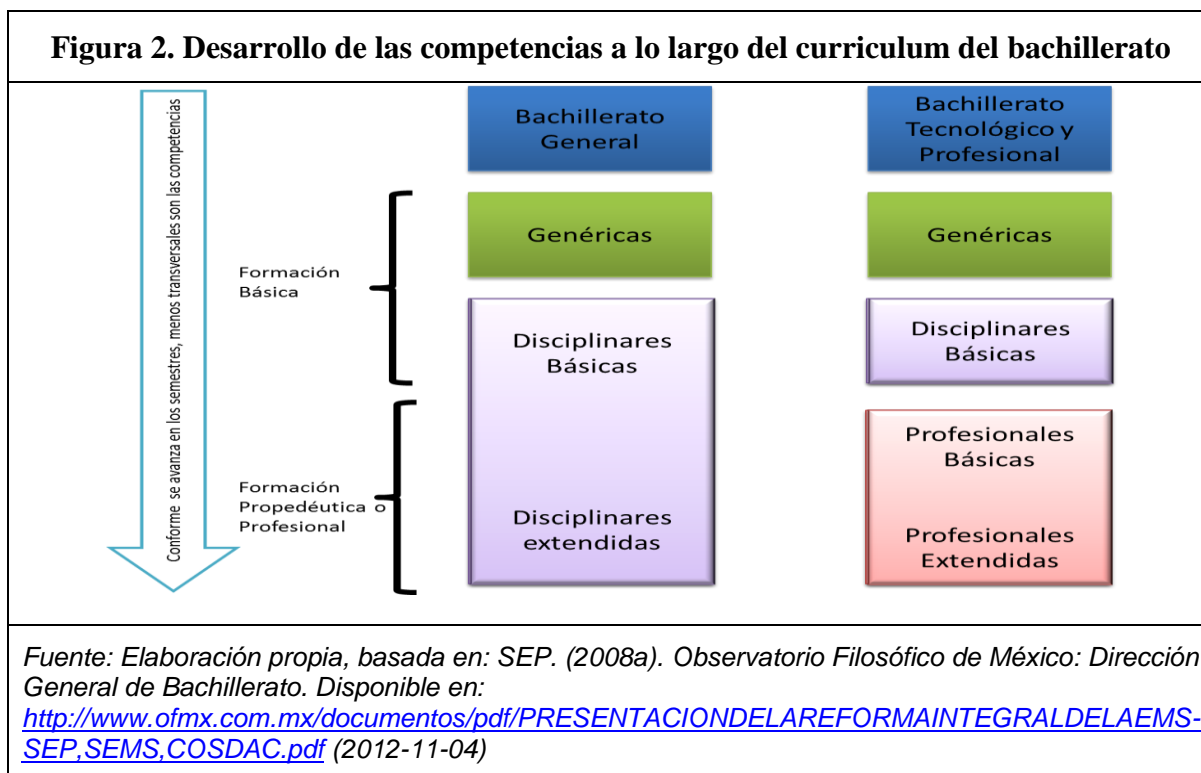 Figura 2. Desarrollo de las competencias a lo largo del curriculum del bachillerato
Conforme se avanza en los semestres, menos transversales son las competencias
Bachillerato
General
Bachillerato
Tecnológico y
Profesional
Formación
Básica
Genéricas
Genéricas
Disciplinares
Básicas
Disciplinares
Básicas
Formación
Propedéutica o
Profesional
Disciplinares
extendidas
Profesionales
Básicas
Profesionales
Extendidas
Fuente: Elaboración propia, basada en: SEP. (2008a). Observatorio Filosófico de México: Dirección
General de Bachillerato. Disponible en:
http://www.ofmx.com.mx/documentos/pdf/PRESENTACIONDELAREFORMAINTEGRALDELAEMS-
SEP,SEMS,COSDAC.pdf (2012-11-04)